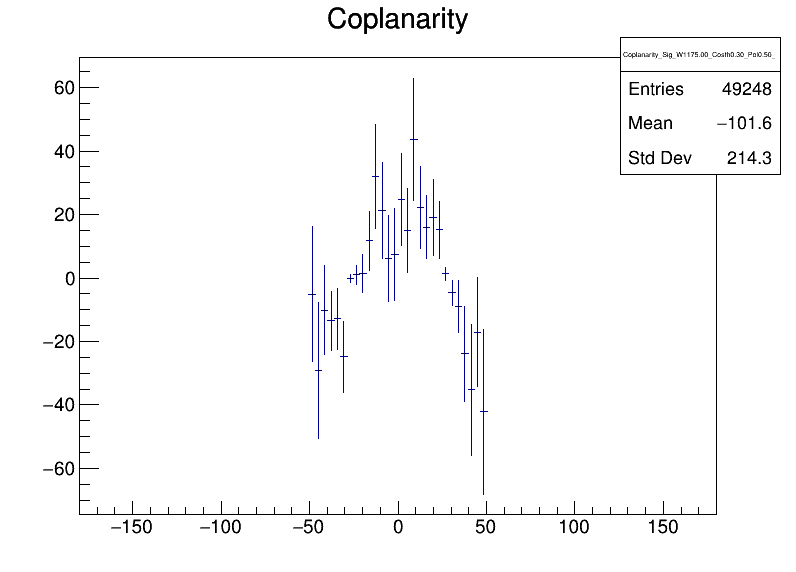 Coplanarity
Coplanarity_Sig_W1175.00_Costh0.30_Pol0.50_
Entries 49248
Mean −101.6
Std Dev 214.3
60
40
20
0
−20
−40
−60
−150 −100 −50 0 50 100 150